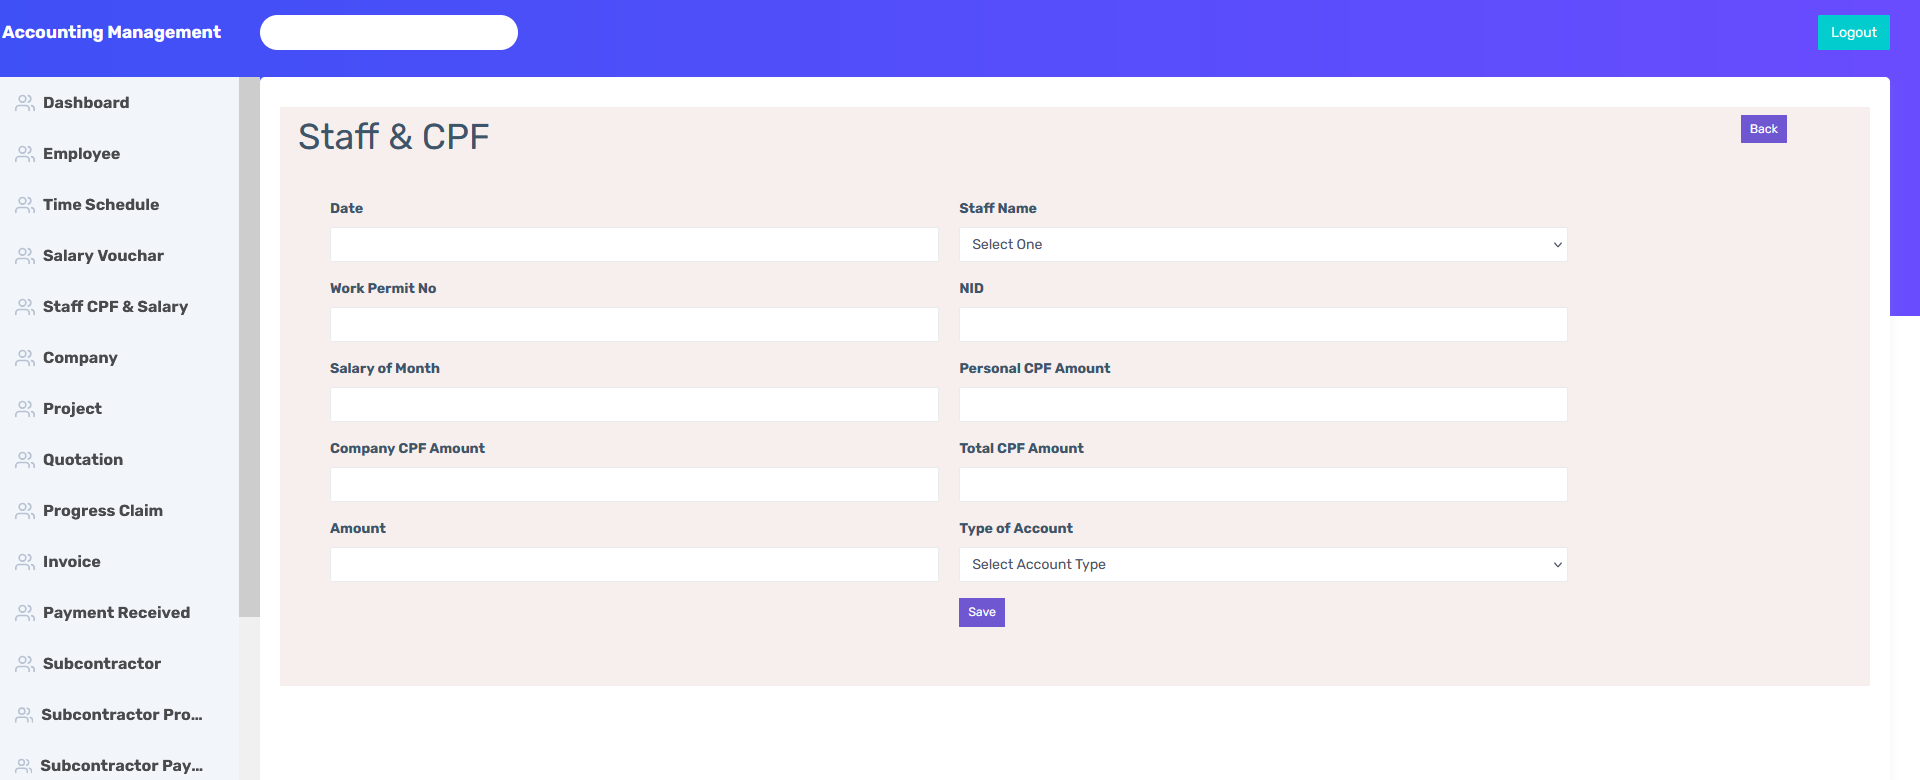 Accounting Management
Logout
Dashboard
Employee
Time Schedule
Salary Vouchar
Staff CPF & Salary
Company
Project
Quotation
Progress Claim
Invoice
Payment Received
Subcontractor
Subcontractor Pro...
Subcontractor Pay...
Staff & CPF
Back
Date
Staff Name
Select One
Work Permit No
NID
Salary of Month
Personal CPF Amount
Company CPF Amount
Total CPF Amount
Amount
Type of Account
Select Account Type
Save